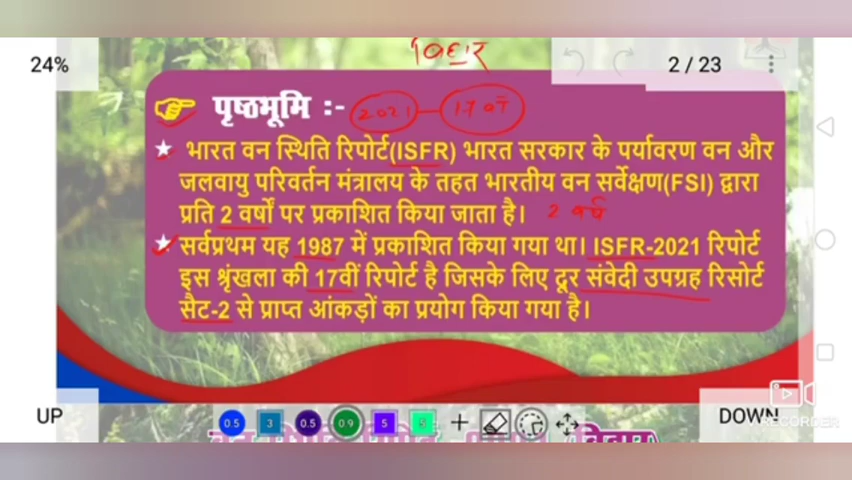 बिहार
24%
2 / 23
पृष्ठभूमि :- 2021 - 17 वीं
★ भारत वन स्थिति रिपोर्ट(ISFR) भारत सरकार के पर्यावरण वन और
जलवायु परिवर्तन मंत्रालय के तहत भारतीय वन सर्वेक्षण(FSI) द्वारा
प्रति 2 वर्षों पर प्रकाशित किया जाता है। 2 वर्ष
★ सर्वप्रथम यह 1987 में प्रकाशित किया गया था। ISFR-2021 रिपोर्ट
इस श्रृंखला की 17वीं रिपोर्ट है जिसके लिए दूर संवेदी उपग्रह रिसोर्ट
सैट-2 से प्राप्त आंकड़ों का प्रयोग किया गया है।
UP
0.5 3 0.5 0.9 5 5
DOWN
RECORDER